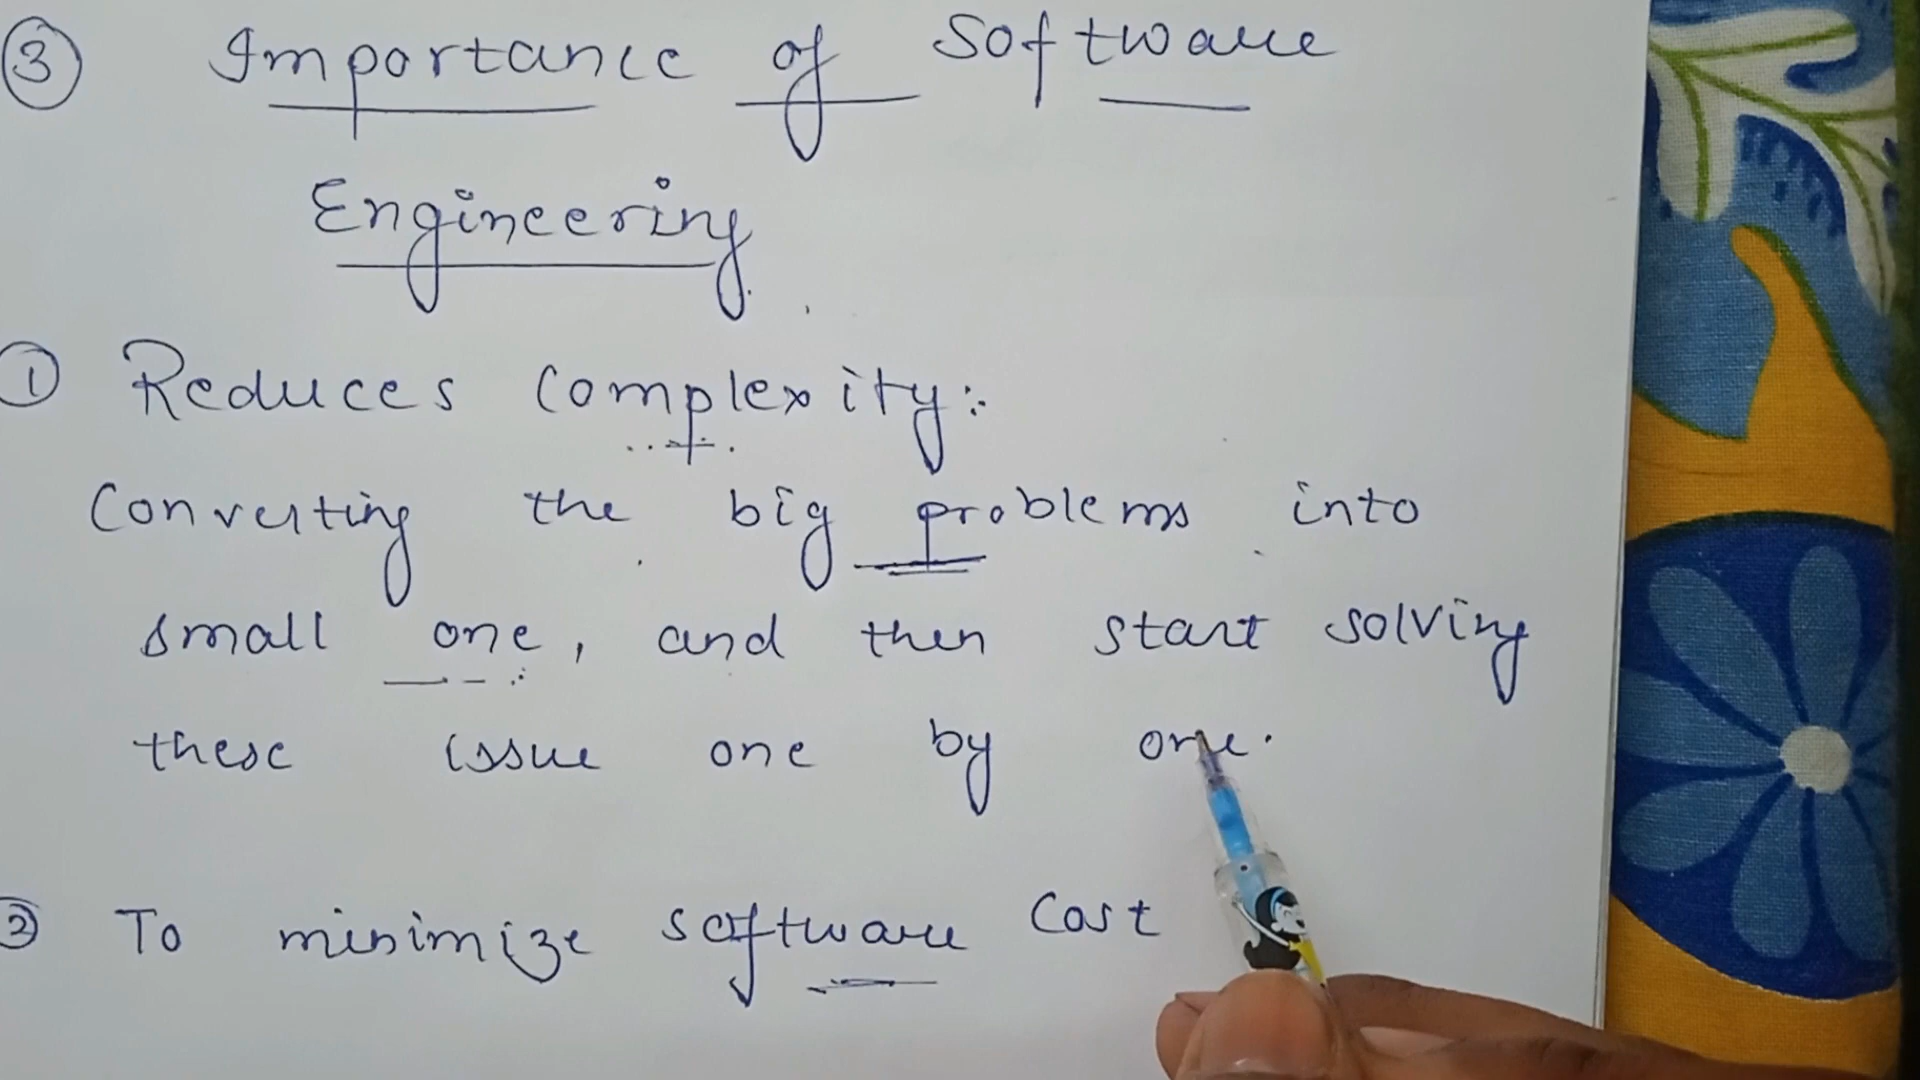 ③ Importance of Software
Engineering
① Reduces Complexity:
Converting the big problems into
small one, and then start solving
these issue one by one.
② To minimize software cost